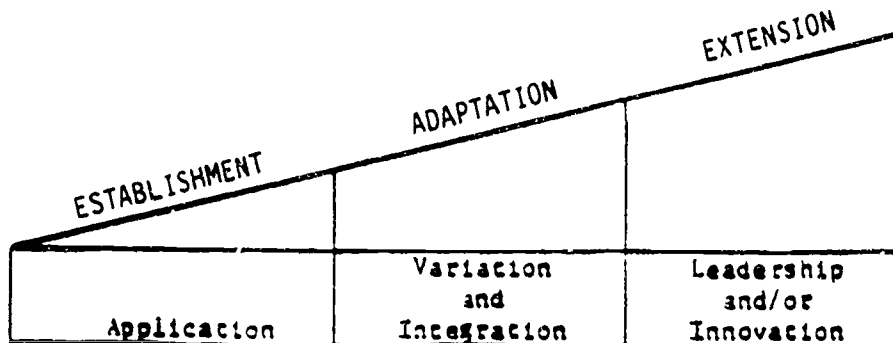 EXTENSION
ADAPTATION
ESTABLISHMENT
Variation
and
Integration
Leadership
and/or
Innovation
Application